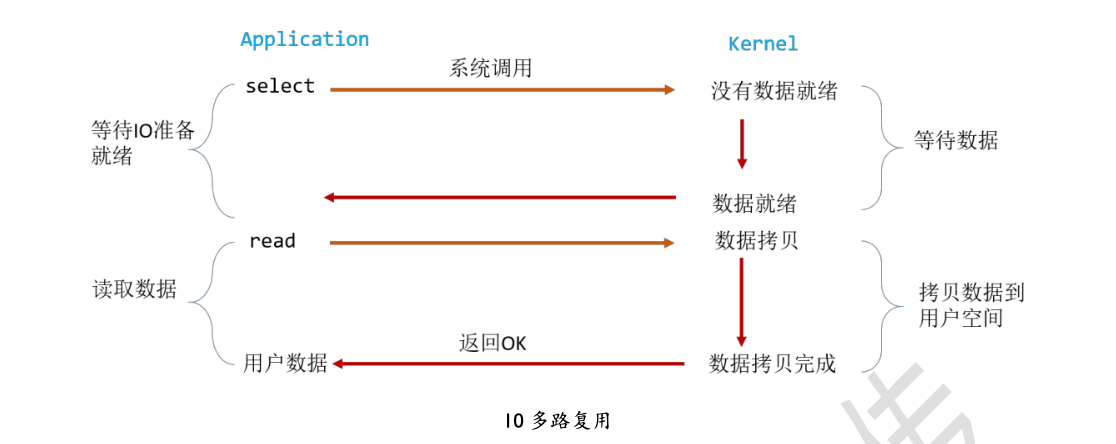 Application
Kernel
系统调用
select
没有数据就绪
等待IO准备
就绪
等待数据
数据就绪
read
数据拷贝
读取数据
拷贝数据到
用户空间
返回OK
用户数据
数据拷贝完成
IO 多路复用